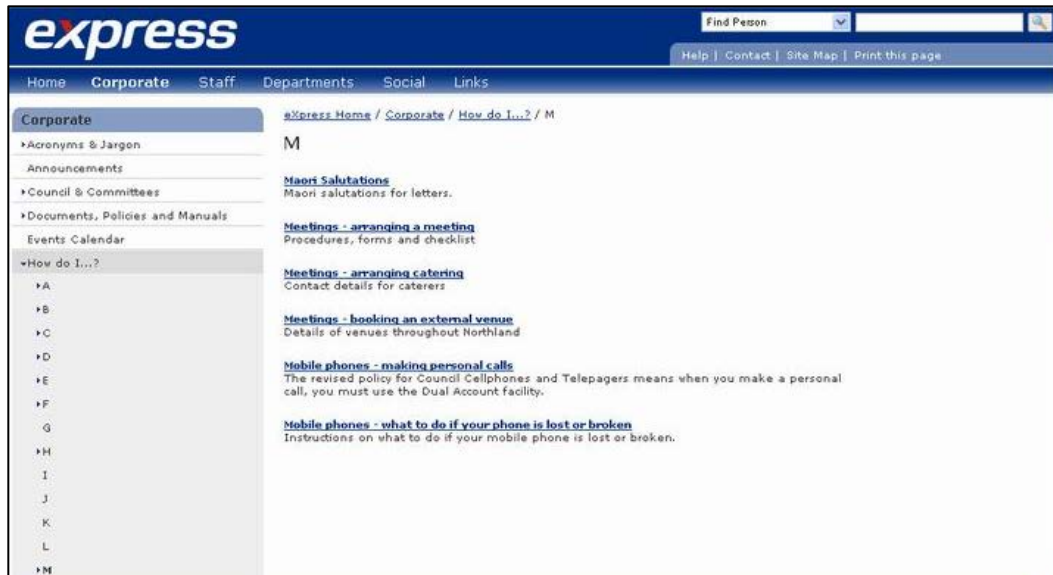 express
Find Person
Help | Contact | Site Map | Print this page
Home Corporate Staff Departments Social Links
Corporate
Acronyms & Jargon
Announcements
Council & Committees
Documents, Policies and Manuals
Events Calendar
How do I...?
A
B
C
D
E
F
G
H
I
J
K
L
M
eXpress Home / Corporate / How do I...? / M
M
Maori Salutations
Maori salutations for letters.
Meetings - arranging a meeting
Procedures, forms and checklist
Meetings - arranging catering
Contact details for caterers
Meetings - booking an external venue
Details of venues throughout Northland
Mobile phones - making personal calls
The revised policy for Council Cellphones and Telepagers means when you make a personal
call, you must use the Dual Account facility.
Mobile phones - what to do if your phone is lost or broken
Instructions on what to do if your mobile phone is lost or broken.